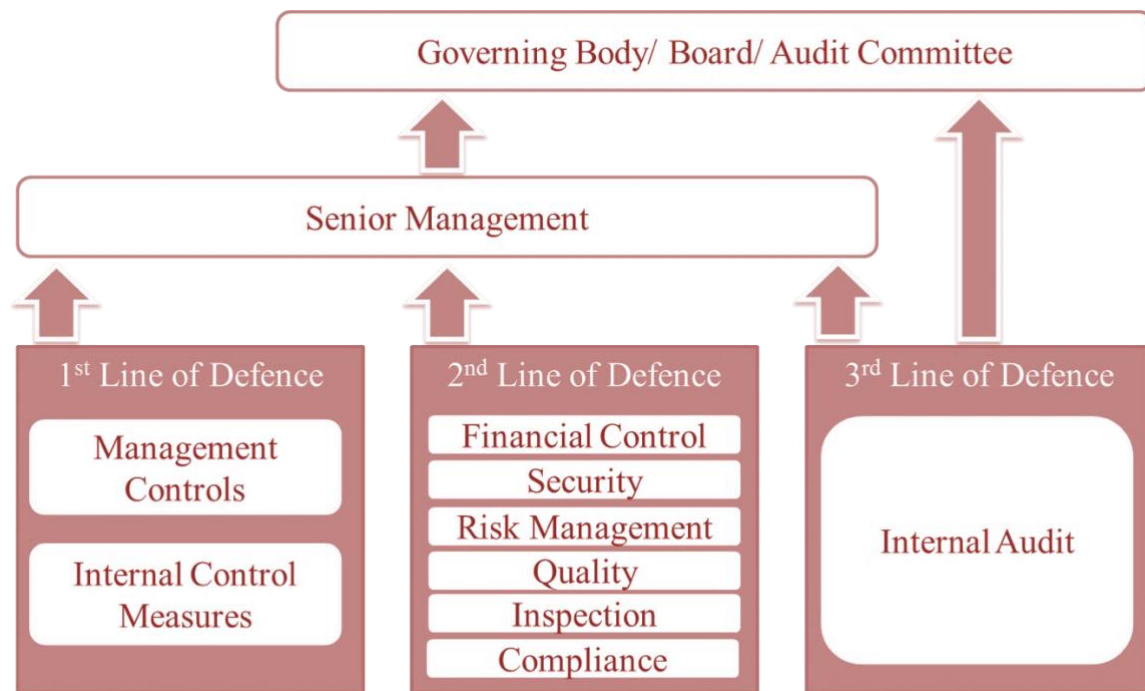 Governing Body/ Board/ Audit Committee
Senior Management
1st Line of Defence
Management
Controls
Internal Control
Measures
2nd Line of Defence
Financial Control
Security
Risk Management
Quality
Inspection
Compliance
3rd Line of Defence
Internal Audit